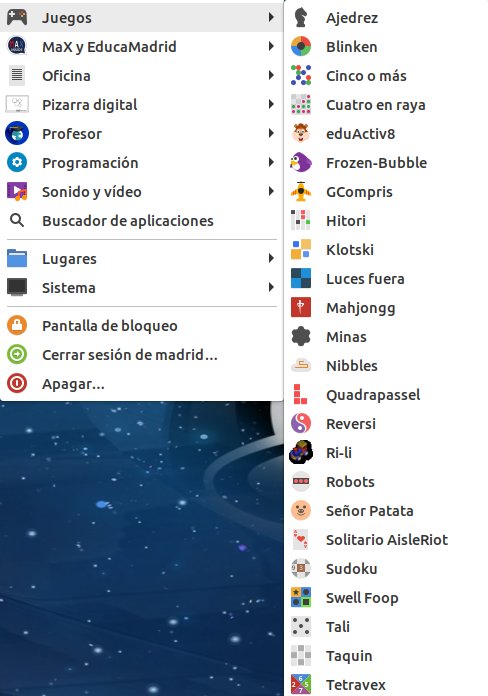 Juegos
MaX y EducaMadrid
Oficina
Pizarra digital
Profesor
Programación
Sonido y vídeo
Buscador de aplicaciones
Lugares
Sistema
Pantalla de bloqueo
Cerrar sesión de madrid...
Apagar...
Ajedrez
Blinken
Cinco o más
Cuatro en raya
eduActiv8
Frozen-Bubble
GCompris
Hitori
Klotski
Luces fuera
Mahjongg
Minas
Nibbles
Quadrapassel
Reversi
Ri-li
Robots
Señor Patata
Solitario AisleRiot
Sudoku
Swell Foop
Tali
Taquin
Tetravex